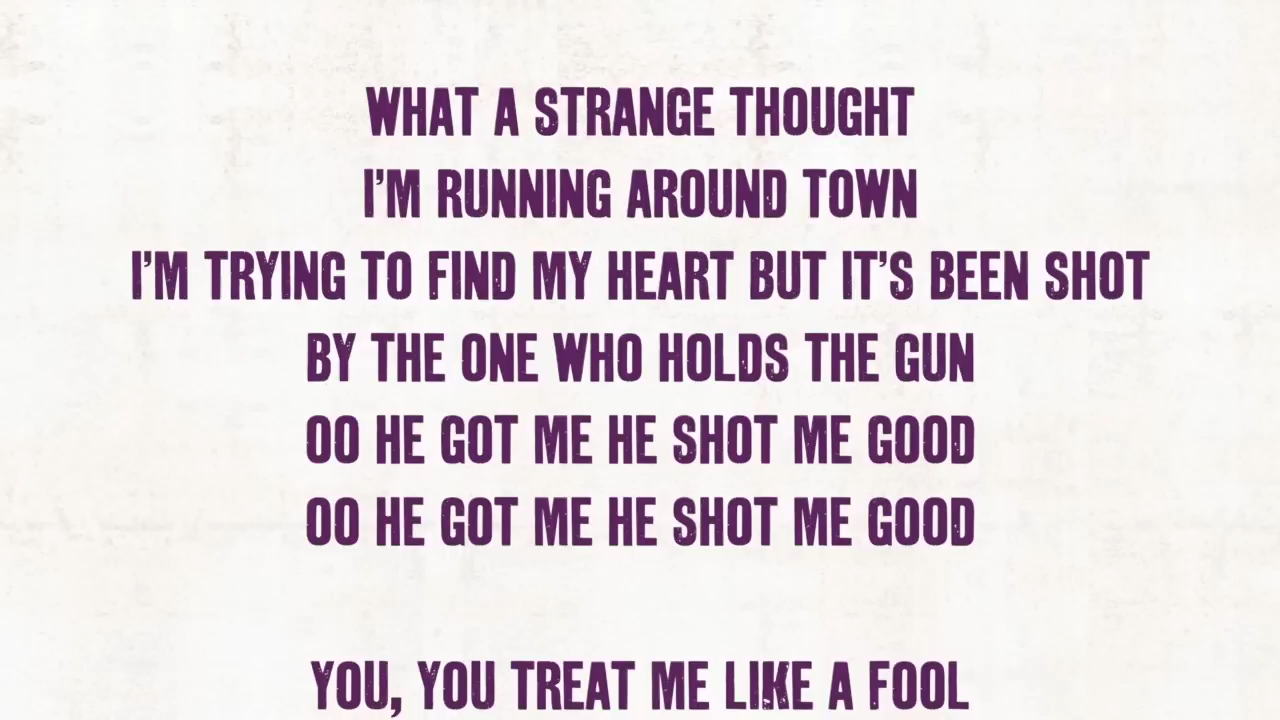 WHAT A STRANGE THOUGHT
I'M RUNNING AROUND TOWN
I'M TRYING TO FIND MY HEART BUT IT'S BEEN SHOT
BY THE ONE WHO HOLDS THE GUN
OO HE GOT ME HE SHOT ME GOOD
OO HE GOT ME HE SHOT ME GOOD
YOU, YOU TREAT ME LIKE A FOOL